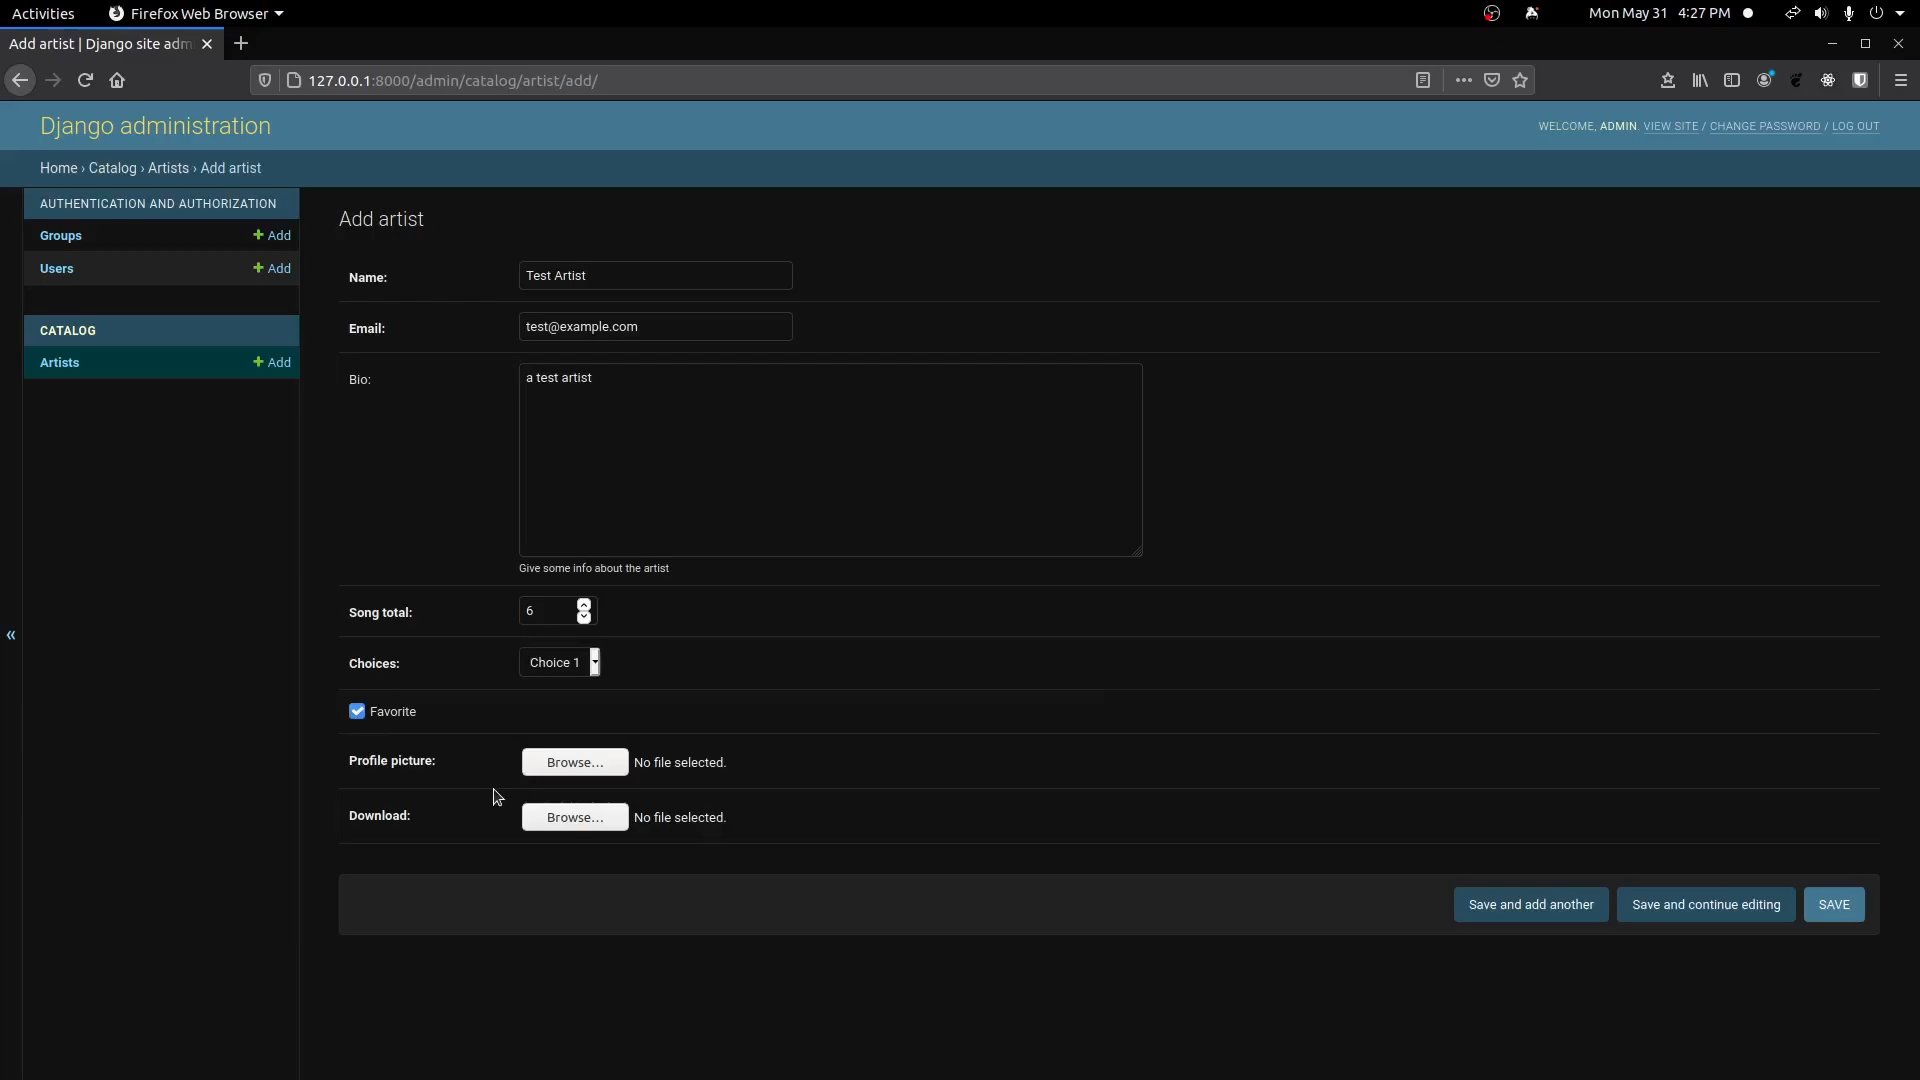 Activities
Firefox Web Browser
Mon May 31 4:27 PM
Add artist | Django site adm
127.0.0.1:8000/admin/catalog/artist/add/
Django administration
WELCOME, ADMIN. VIEW SITE / CHANGE PASSWORD / LOG OUT
Home › Catalog › Artists › Add artist
AUTHENTICATION AND AUTHORIZATION
Groups
+ Add
Users
+ Add
CATALOG
Artists
+ Add
«
Add artist
Name:
Test Artist
Email:
test@example.com
Bio:
a test artist
Give some info about the artist
Song total:
6
Choices:
Choice 1
Favorite
Profile picture:
Browse...
No file selected.
Download:
Browse...
No file selected.
Save and add another
Save and continue editing
SAVE